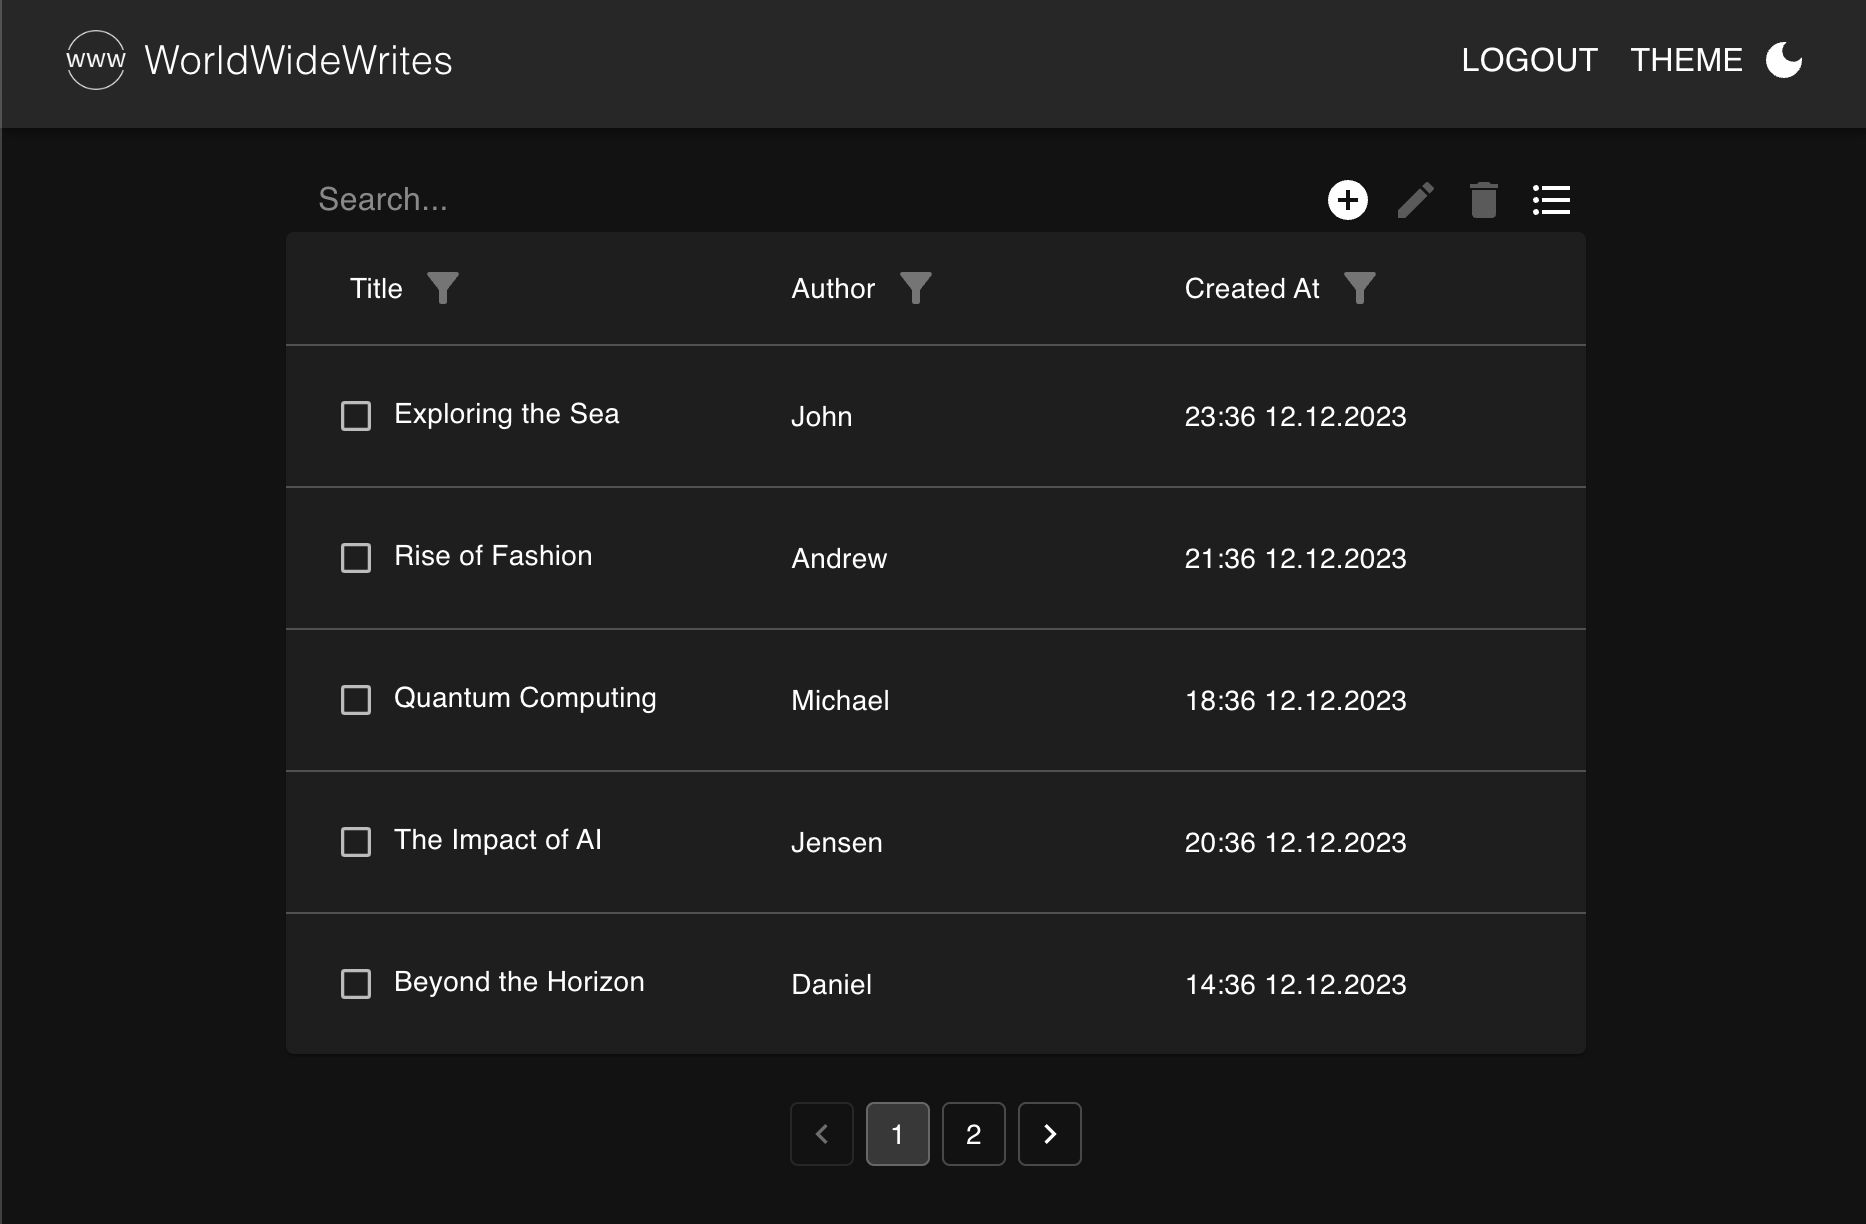 www WorldWideWrites LOGOUT THEME
Search...
Title Author Created At
Exploring the Sea John 23:36 12.12.2023
Rise of Fashion Andrew 21:36 12.12.2023
Quantum Computing Michael 18:36 12.12.2023
The Impact of AI Jensen 20:36 12.12.2023
Beyond the Horizon Daniel 14:36 12.12.2023
1 2